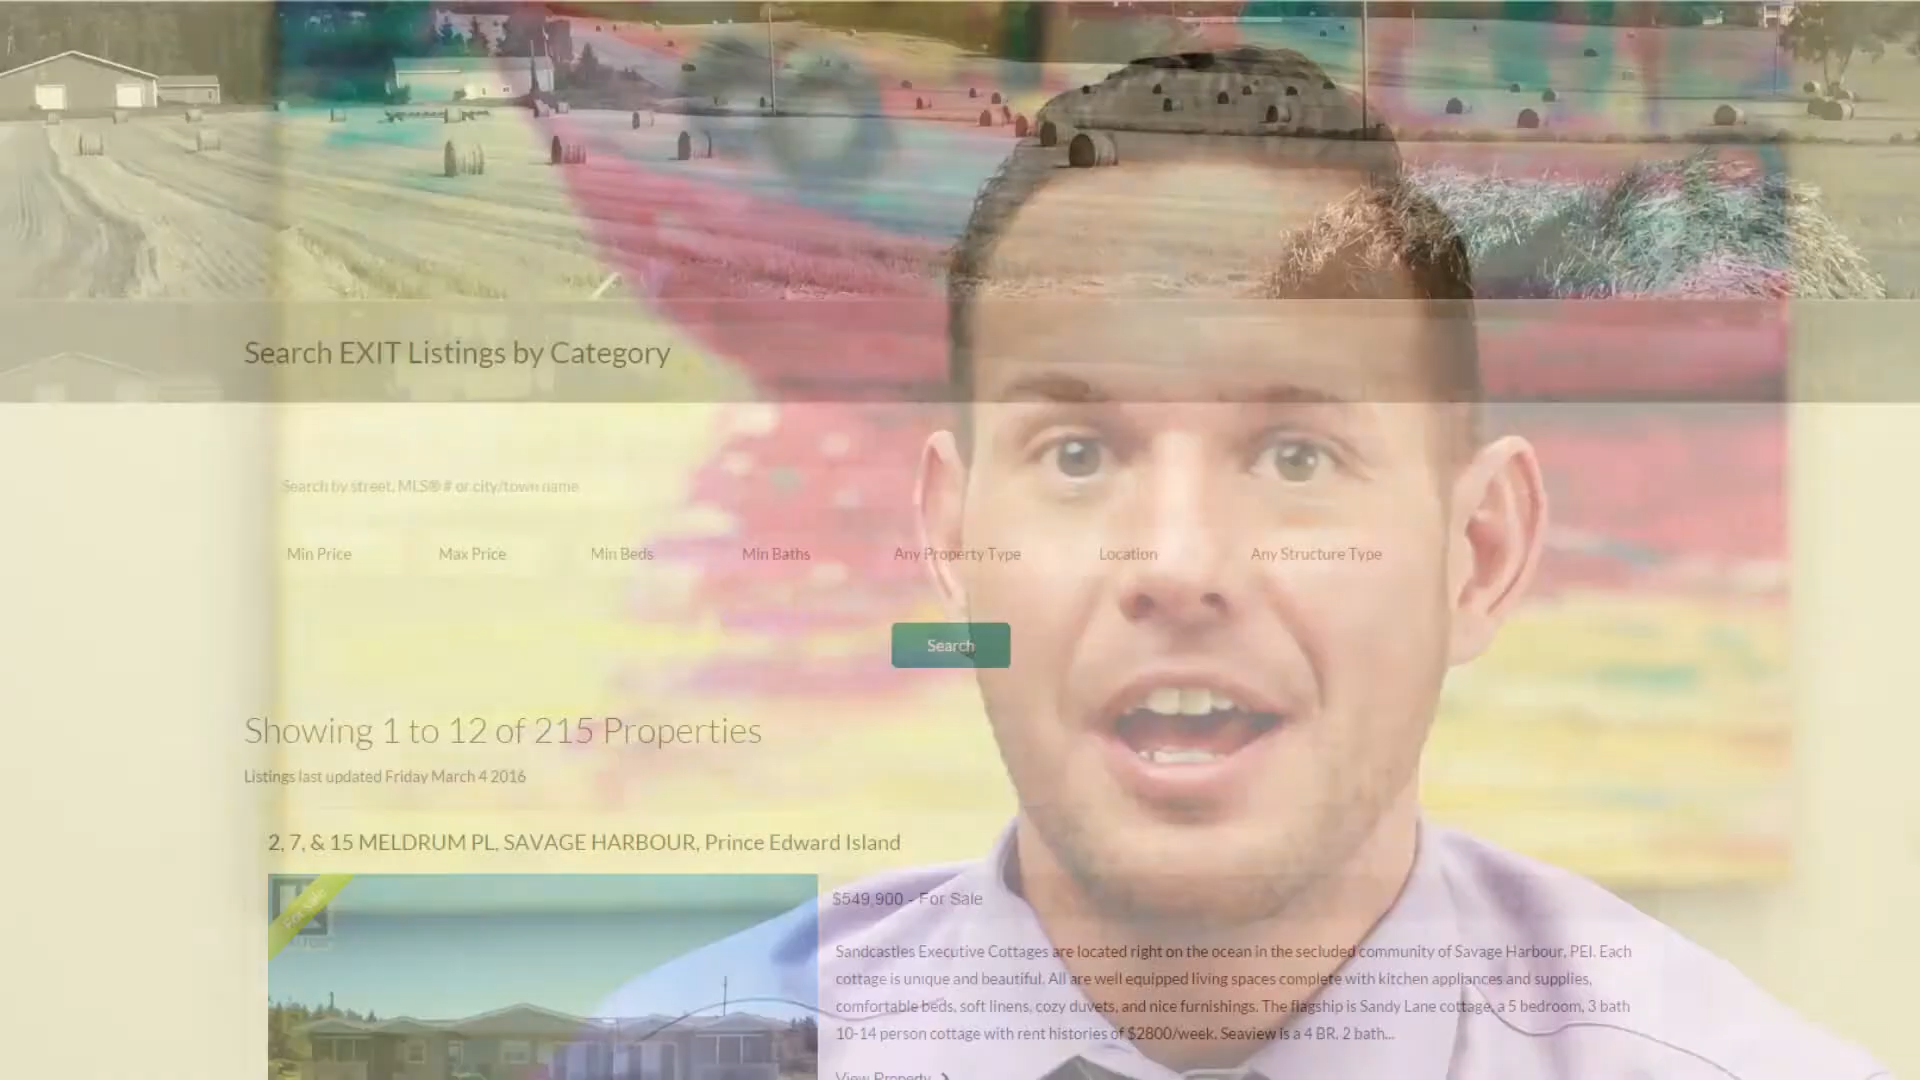 Search EXIT Listings by Category
Search by street, MLS® # or city/town name
Min Price Max Price Min Beds Min Baths Any Property Type Location Any Structure Type
Search
Showing 1 to 12 of 215 Properties
Listings last updated Friday March 4 2016
2, 7, & 15 MELDRUM PL, SAVAGE HARBOUR, Prince Edward Island
For Sale
$549,900 - For Sale
Sandcastles Executive Cottages are located right on the ocean in the secluded community of Savage Harbour, PEI. Each
cottage is unique and beautiful. All are well equipped living spaces complete with kitchen appliances and supplies,
comfortable beds, soft linens, cozy duvets, and nice furnishings. The flagship is Sandy Lane cottage, a 5 bedroom, 3 bath
10-14 person cottage with rent histories of $2800/week. Seaview is a 4 BR, 2 bath...
View Property